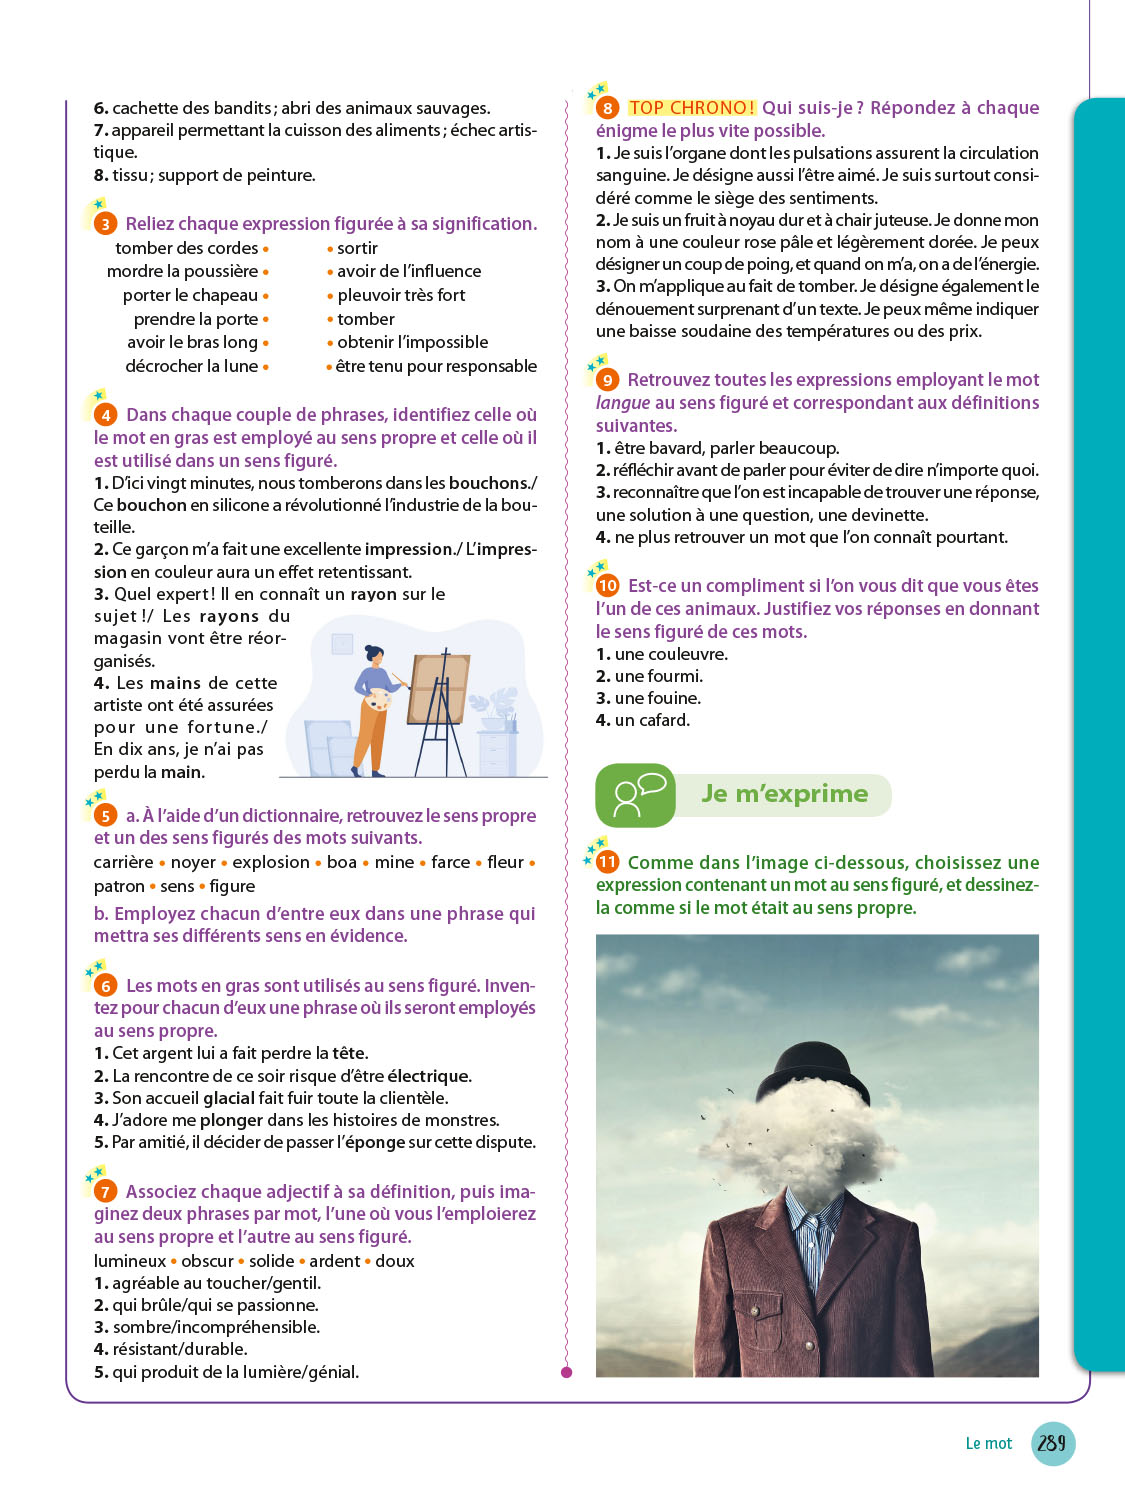 6. cachette des bandits ; abri des animaux sauvages.
7. appareil permettant la cuisson des aliments ; échec artis-
tique.
8. tissu ; support de peinture.
3 Reliez chaque expression figurée à sa signification.
tomber des cordes • • sortir
mordre la poussière • • avoir de l’influence
porter le chapeau • • pleuvoir très fort
prendre la porte • • tomber
avoir le bras long • • obtenir l’impossible
décrocher la lune • • être tenu pour responsable
4 Dans chaque couple de phrases, identifiez celle où
le mot en gras est employé au sens propre et celle où il
est utilisé dans un sens figuré.
1. D’ici vingt minutes, nous tomberons dans les bouchons./
Ce bouchon en silicone a révolutionné l’industrie de la bou-
teille.
2. Ce garçon m’a fait une excellente impression./ L’impres-
sion en couleur aura un effet retentissant.
3. Quel expert ! Il en connaît un rayon sur le
sujet !/ Les rayons du
magasin vont être réor-
ganisés.
4. Les mains de cette
artiste ont été assurées
pour une fortune./
En dix ans, je n’ai pas
perdu la main.
5 a. À l’aide d’un dictionnaire, retrouvez le sens propre
et un des sens figurés des mots suivants.
carrière • noyer • explosion • boa • mine • farce • fleur •
patron • sens • figure
b. Employez chacun d’entre eux dans une phrase qui
mettra ses différents sens en évidence.
6 Les mots en gras sont utilisés au sens figuré. Inven-
tez pour chacun d’eux une phrase où ils seront employés
au sens propre.
1. Cet argent lui a fait perdre la tête.
2. La rencontre de ce soir risque d’être électrique.
3. Son accueil glacial fait fuir toute la clientèle.
4. J’adore me plonger dans les histoires de monstres.
5. Par amitié, il décider de passer l’éponge sur cette dispute.
7 Associez chaque adjectif à sa définition, puis ima-
ginez deux phrases par mot, l’une où vous l’emploierez
au sens propre et l’autre au sens figuré.
lumineux • obscur • solide • ardent • doux
1. agréable au toucher/gentil.
2. qui brûle/qui se passionne.
3. sombre/incompréhensible.
4. résistant/durable.
5. qui produit de la lumière/génial.
8 TOP CHRONO ! Qui suis-je ? Répondez à chaque
énigme le plus vite possible.
1. Je suis l’organe dont les pulsations assurent la circulation
sanguine. Je désigne aussi l’être aimé. Je suis surtout consi-
déré comme le siège des sentiments.
2. Je suis un fruit à noyau dur et à chair juteuse. Je donne mon
nom à une couleur rose pâle et légèrement dorée. Je peux
désigner un coup de poing, et quand on m’a, on a de l’énergie.
3. On m’applique au fait de tomber. Je désigne également le
dénouement surprenant d’un texte. Je peux même indiquer
une baisse soudaine des températures ou des prix.
9 Retrouvez toutes les expressions employant le mot
langue au sens figuré et correspondant aux définitions
suivantes.
1. être bavard, parler beaucoup.
2. réfléchir avant de parler pour éviter de dire n’importe quoi.
3. reconnaître que l’on est incapable de trouver une réponse,
une solution à une question, une devinette.
4. ne plus retrouver un mot que l’on connaît pourtant.
10 Est-ce un compliment si l’on vous dit que vous êtes
l’un de ces animaux. Justifiez vos réponses en donnant
le sens figuré de ces mots.
1. une couleuvre.
2. une fourmi.
3. une fouine.
4. un cafard.
Je m’exprime
11 Comme dans l’image ci-dessous, choisissez une
expression contenant un mot au sens figuré, et dessinez-
la comme si le mot était au sens propre.
Le mot 289